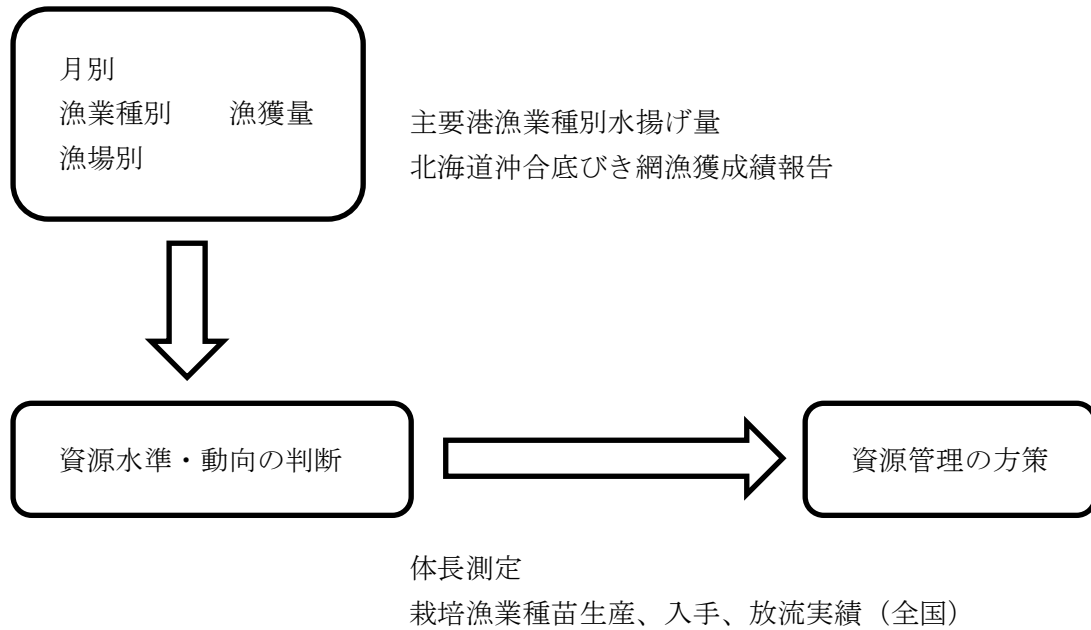 月別
漁業種別　　漁獲量
漁場別
主要港漁業種別水揚げ量
北海道沖合底びき網漁獲成績報告
資源水準・動向の判断
資源管理の方策
体長測定
栽培漁業種苗生産、入手、放流実績（全国）